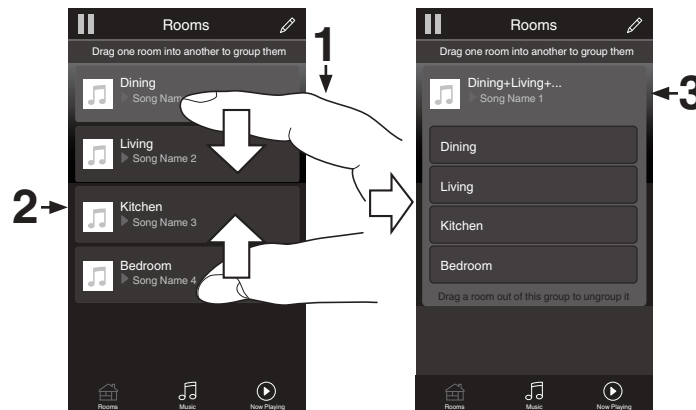 Rooms
Drag one room into another to group them
Dining
Song Nam
Living
Song Name 2
Kitchen
Song Name 3
Bedroom
Song Name 4
Rooms
Music
Now Playing
1
2
Rooms
Drag one room into another to group them
Dining+Living+...
Song Name 1
Dining
Living
Kitchen
Bedroom
Drag a room out of this group to ungroup it
Rooms
Music
Now Playing
3